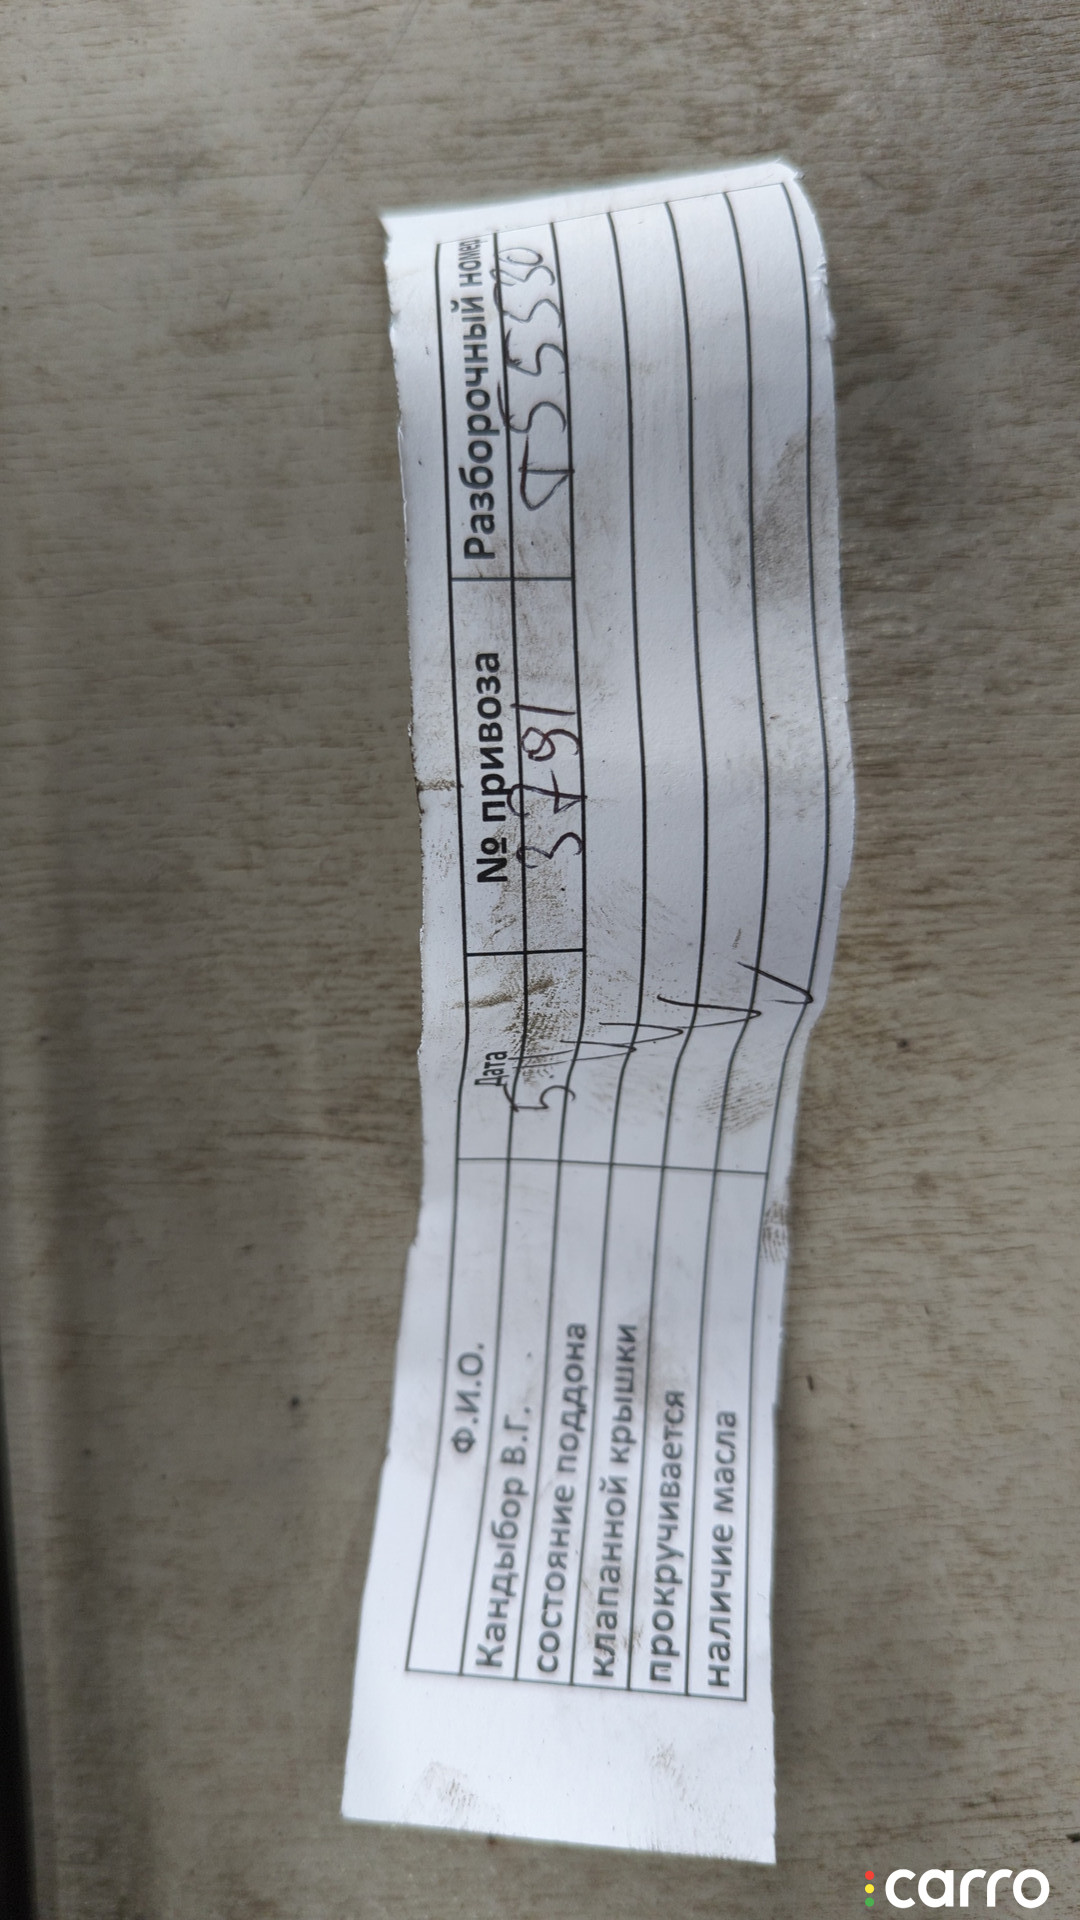 Ф.И.О. Дата № привоза Разборочный номер
Кандыбор В.Г. 3791
состояние поддона
клапанной крышки
прокручивается
наличие масла
carro